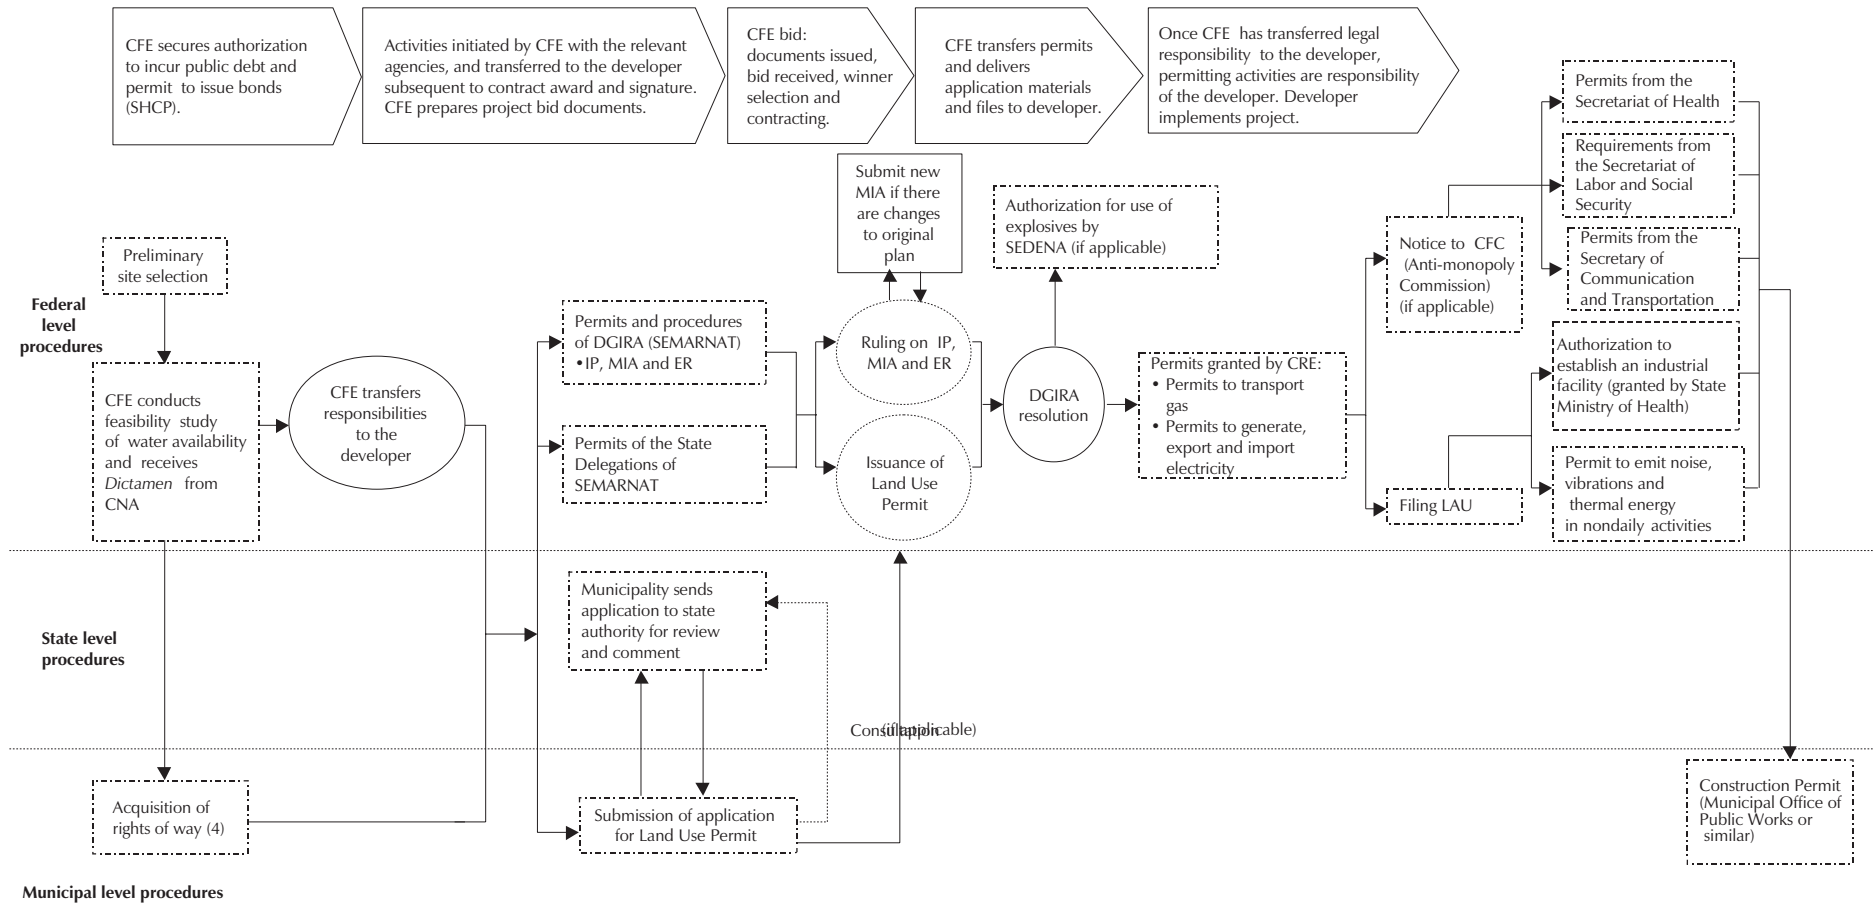 CFE secures authorization
to incur public debt and
permit to issue bonds
(SHCP).
Activities initiated by CFE with the relevant
agencies, and transferred to the developer
subsequent to contract award and signature.
CFE prepares project bid documents.
CFE bid:
documents issued,
bid received, winner
selection and
contracting.
CFE transfers permits
and delivers
application materials
and files to developer.
Once CFE has transferred legal
responsibility to the developer,
permitting activities are responsibility
of the developer. Developer
implements project.
Federal
level
procedures
Preliminary
site selection
CFE conducts
feasibility study
of water availability
and receives
Dictamen from
CNA
CFE transfers
responsibilities
to the
developer
Permits and procedures
of DGIRA (SEMARNAT)
•IP, MIA and ER
Permits of the State
Delegations of
SEMARNAT
Submit new
MIA if there
are changes
to original
plan
Ruling on IP,
MIA and ER
Issuance of
Land Use
Permit
Authorization for use of
explosives by
SEDENA (if applicable)
DGIRA
resolution
Permits granted by CRE:
• Permits to transport
gas
• Permits to generate,
export and import
electricity
Notice to CFC
(Anti-monopoly
Commission)
(if applicable)
Filing LAU
Permits from the
Secretariat of Health
Requirements from
the Secretariat of
Labor and Social
Security
Permits from the
Secretary of
Communication
and Transportation
Authorization to
establish an industrial
facility (granted by State
Ministry of Health)
Permit to emit noise,
vibrations and
thermal energy
in nondaily activities
State level
procedures
Municipality sends
application to state
authority for review
and comment
Consultation
(if applicable)
Acquisition of
rights of way (4)
Submission of application
for Land Use Permit
Construction Permit
(Municipal Office of
Public Works or
similar)
Municipal level procedures